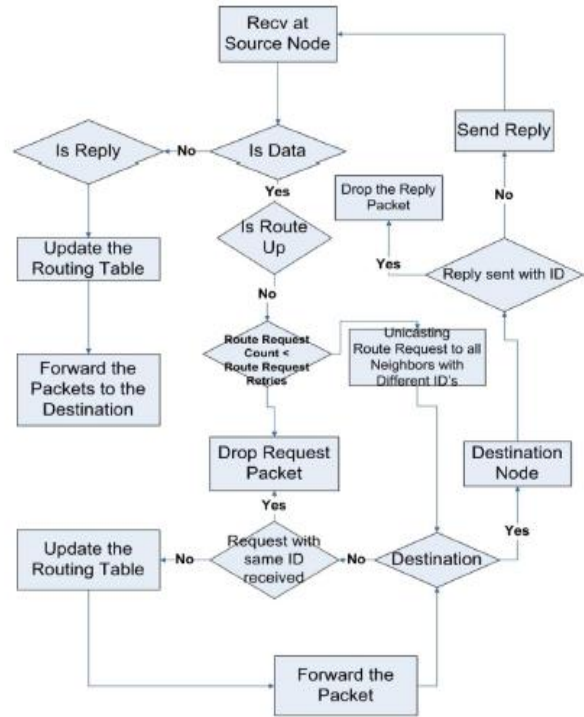 Recv at
Source Node
Is Reply
No
Is Data
Send Reply
Yes
Drop the Reply
Packet
No
Is Route
Up
Update the
Routing Table
Yes
Reply sent with ID
No
Route Request
Count <
Route Request
Retries
Unicasting
Route Request to all
Neighbors with
Different ID's
Forward the
Packets to the
Destination
Drop Request
Packet
Destination
Node
Yes
Yes
Update the
Routing Table
No
Request with
same ID
received
No
Destination
Forward the
Packet